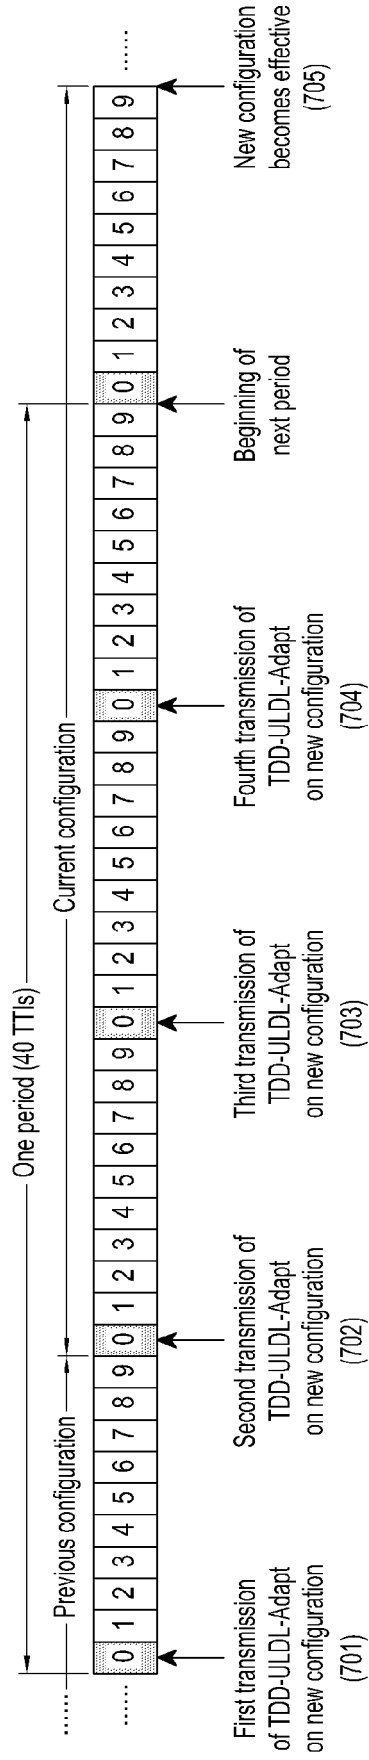 One period (40 TTIs)
...... Previous configuration
Current configuration
...... 0 1 2 3 4 5 6 7 8 9 0 1 2 3 4 5 6 7 8 9 0 1 2 3 4 5 6 7 8 9 0 1 2 3 4 5 6 7 8 9 0 1 2 3 4 5 6 7 8 9 ......
First transmission
of TDD-ULDL-Adapt
on new configuration
(701)
Second transmission of
TDD-ULDL-Adapt
on new configuration
(702)
Third transmission of
TDD-ULDL-Adapt
on new configuration
(703)
Fourth transmission of
TDD-ULDL-Adapt
on new configuration
(704)
Beginning of
next period
New configuration
becomes effective
(705)